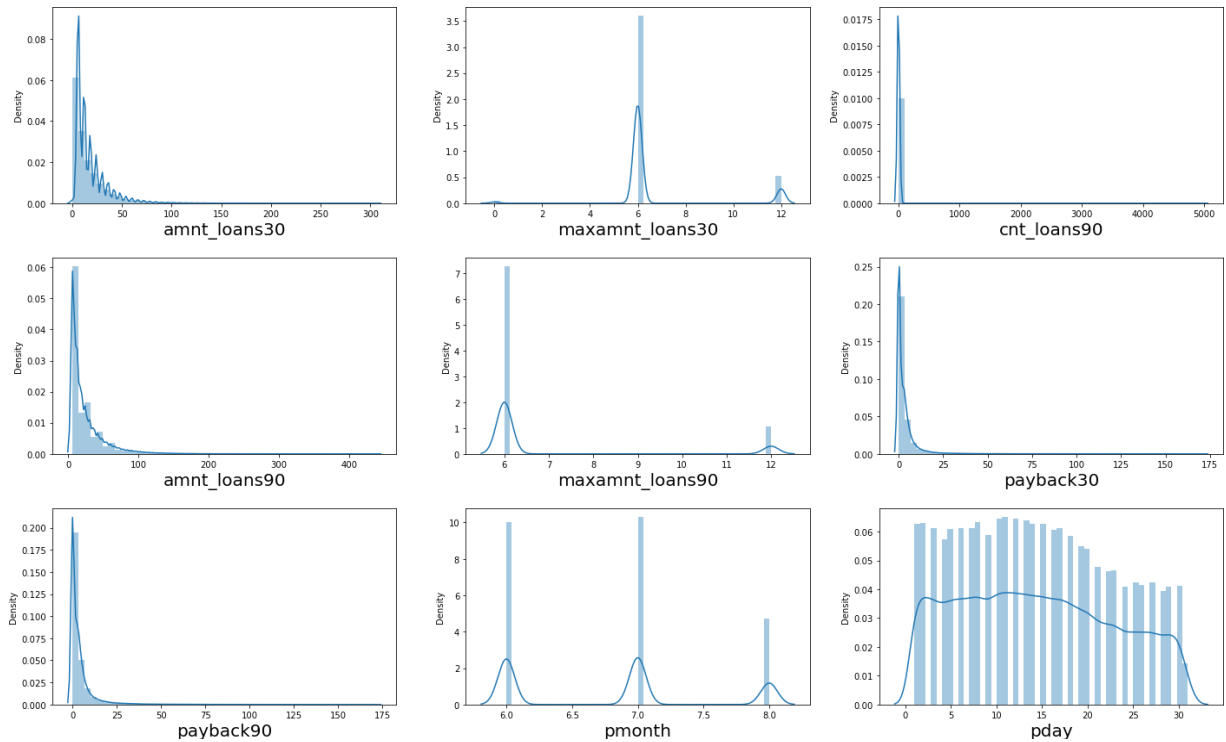 Density
0.08
0.06
0.04
0.02
0.00
0 50 100 150 200 250 300
amnt_loans30
Density
3.5
3.0
2.5
2.0
1.5
1.0
0.5
0.0
0 2 4 6 8 10 12
maxamnt_loans30
Density
0.0175
0.0150
0.0125
0.0100
0.0075
0.0050
0.0025
0.0000
0 1000 2000 3000 4000 5000
cnt_loans90
Density
0.06
0.05
0.04
0.03
0.02
0.01
0.00
0 100 200 300 400
amnt_loans90
Density
7
6
5
4
3
2
1
0
6 7 8 9 10 11 12
maxamnt_loans90
Density
0.25
0.20
0.15
0.10
0.05
0.00
0 25 50 75 100 125 150 175
payback30
Density
0.200
0.175
0.150
0.125
0.100
0.075
0.050
0.025
0.000
0 25 50 75 100 125 150 175
payback90
Density
10
8
6
4
2
0
6.0 6.5 7.0 7.5 8.0
pmonth
Density
0.06
0.05
0.04
0.03
0.02
0.01
0.00
0 5 10 15 20 25 30
pday